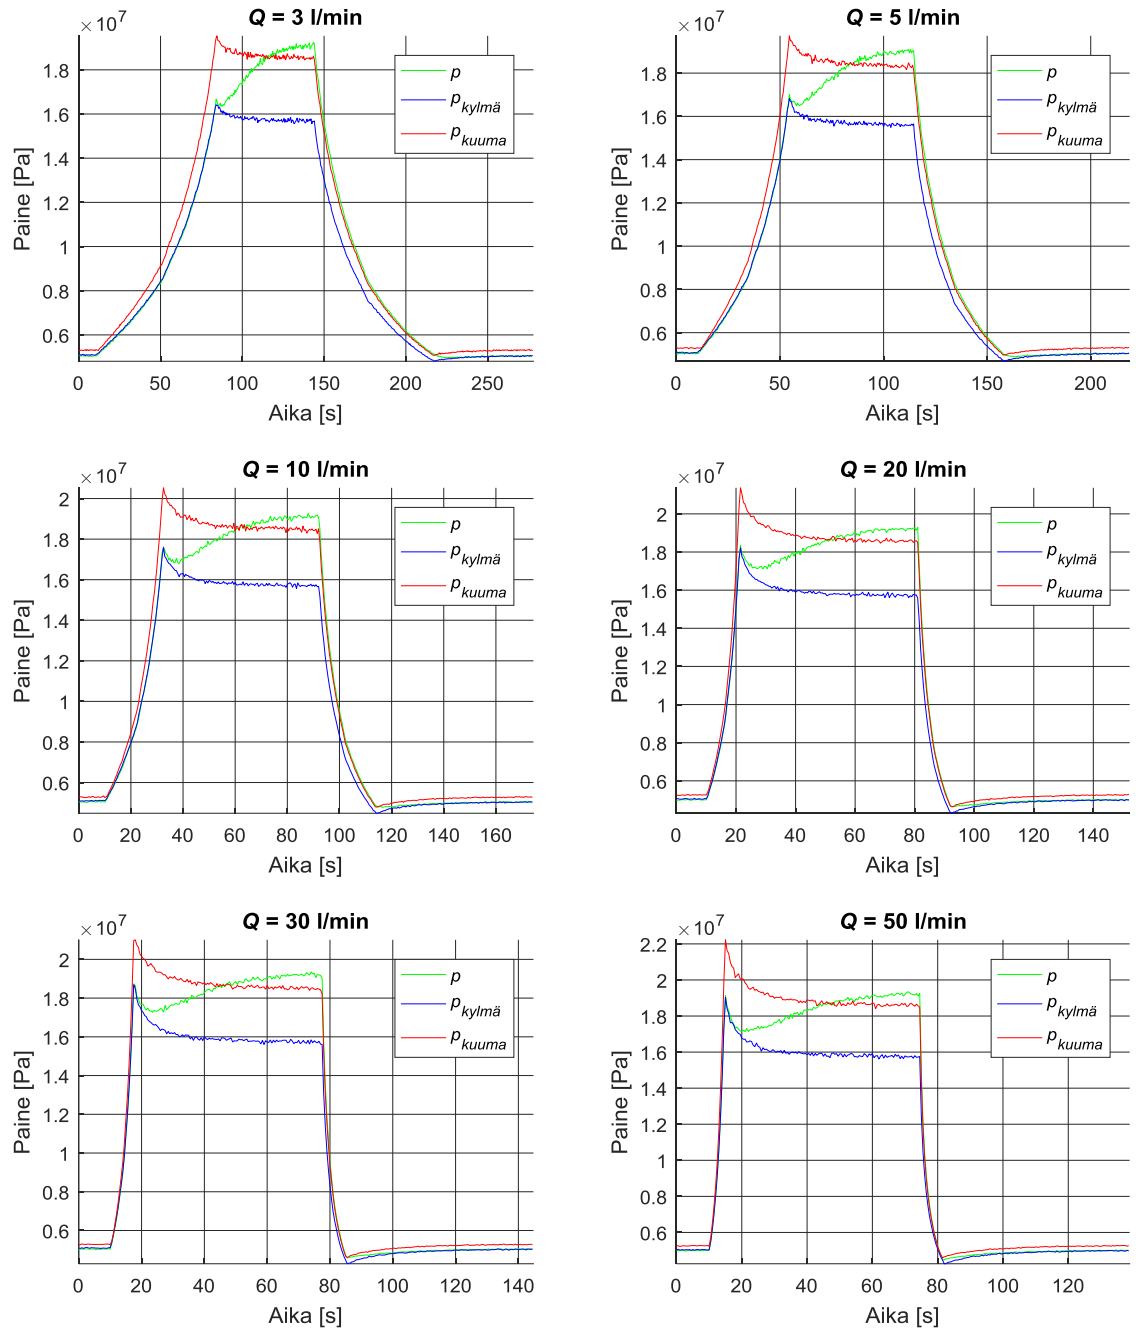 Q = 3 l/min
×10^7
1.8
1.6
1.4
1.2
1
0.8
0.6
Paine [Pa]
p
p_kylmä
p_kuuma
0 50 100 150 200 250
Aika [s]
Q = 5 l/min
×10^7
1.8
1.6
1.4
1.2
1
0.8
0.6
Paine [Pa]
p
p_kylmä
p_kuuma
0 50 100 150 200
Aika [s]
Q = 10 l/min
×10^7
2
1.8
1.6
1.4
1.2
1
0.8
0.6
Paine [Pa]
p
p_kylmä
p_kuuma
0 20 40 60 80 100 120 140 160
Aika [s]
Q = 20 l/min
×10^7
2
1.8
1.6
1.4
1.2
1
0.8
0.6
Paine [Pa]
p
p_kylmä
p_kuuma
0 20 40 60 80 100 120 140
Aika [s]
Q = 30 l/min
×10^7
2
1.8
1.6
1.4
1.2
1
0.8
0.6
Paine [Pa]
p
p_kylmä
p_kuuma
0 20 40 60 80 100 120 140
Aika [s]
Q = 50 l/min
×10^7
2.2
2
1.8
1.6
1.4
1.2
1
0.8
0.6
Paine [Pa]
p
p_kylmä
p_kuuma
0 20 40 60 80 100 120
Aika [s]